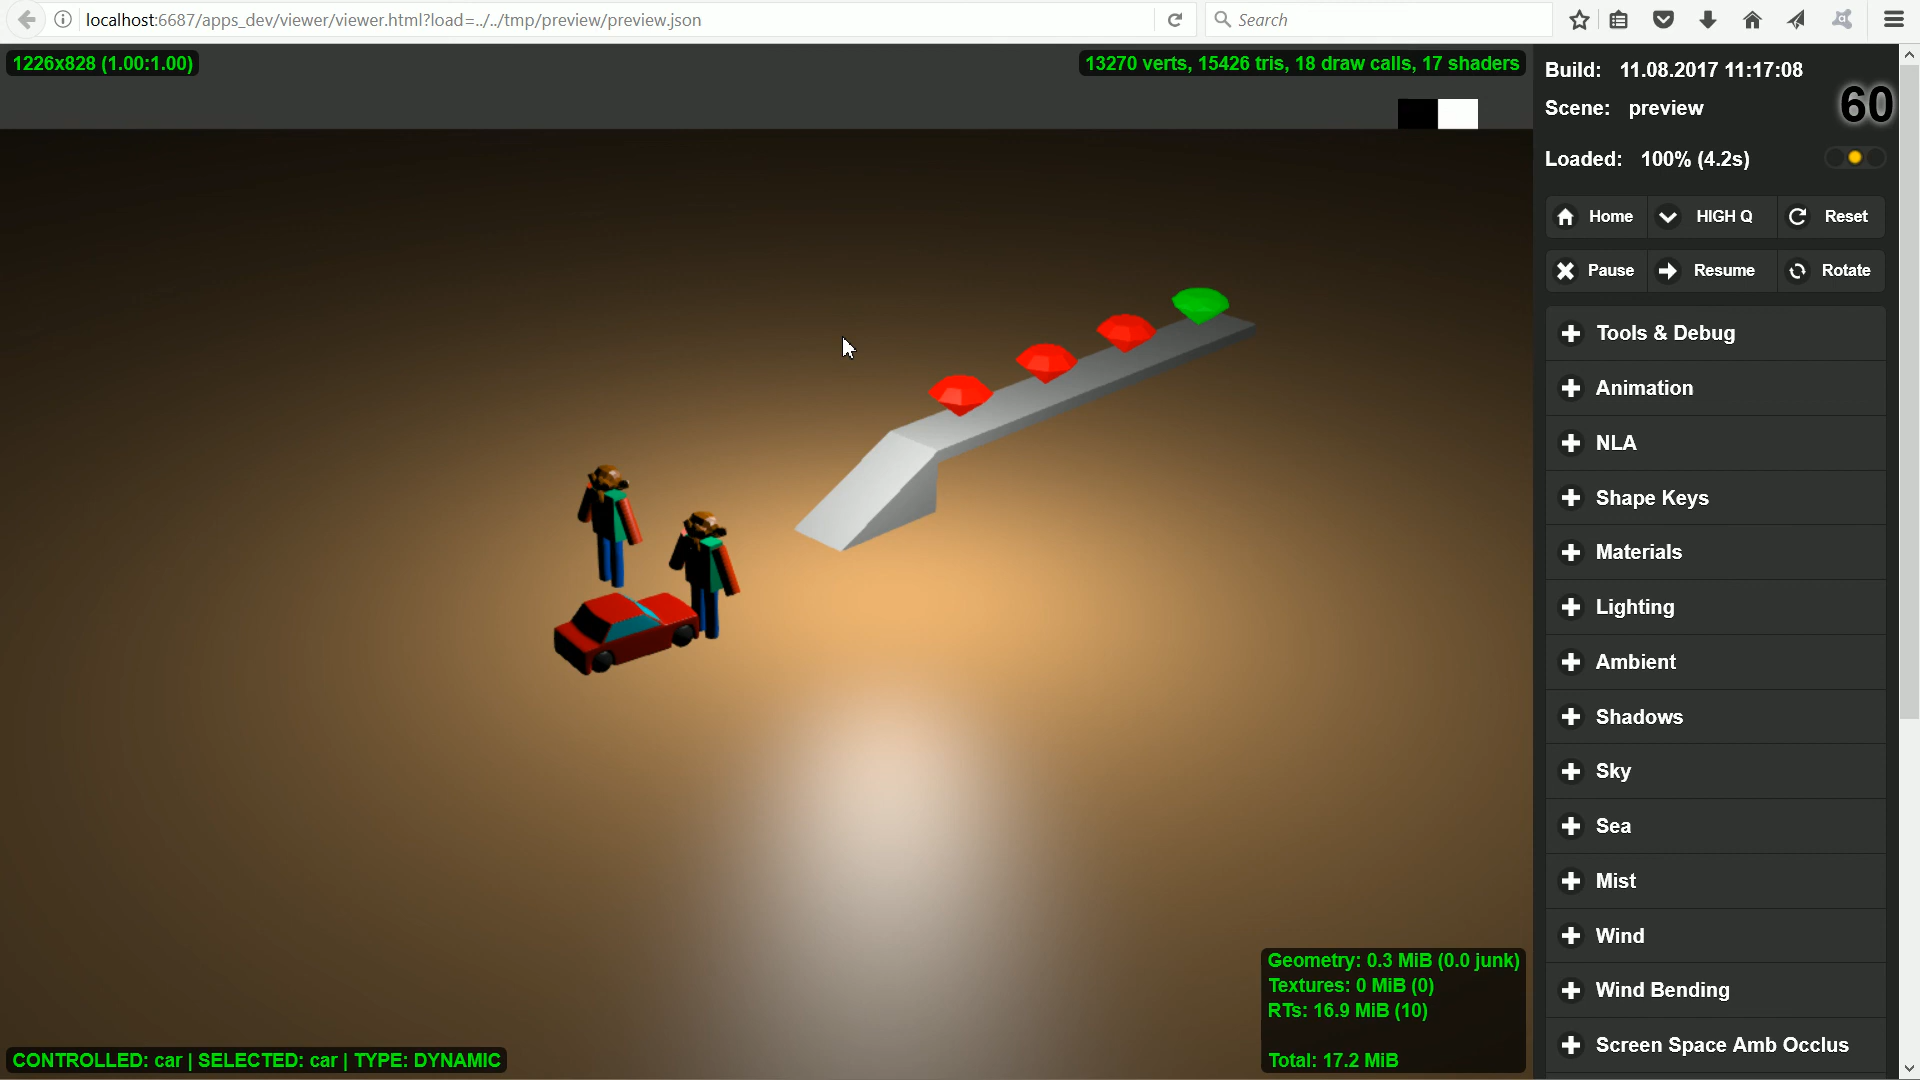 localhost:6687/apps_dev/viewer/viewer.html?load=../../tmp/preview/preview.json
Search
1226x828 (1.00:1.00)
13270 verts, 15426 tris, 18 draw calls, 17 shaders
Build: 11.08.2017 11:17:08
Scene: preview
60
Loaded: 100% (4.2s)
Home HIGH Q Reset
Pause Resume Rotate
Tools & Debug
Animation
NLA
Shape Keys
Materials
Lighting
Ambient
Shadows
Sky
Sea
Mist
Wind
Wind Bending
Screen Space Amb Occlus
Geometry: 0.3 MiB (0.0 junk)
Textures: 0 MiB (0)
RTs: 16.9 MiB (10)
Total: 17.2 MiB
CONTROLLED: car | SELECTED: car | TYPE: DYNAMIC